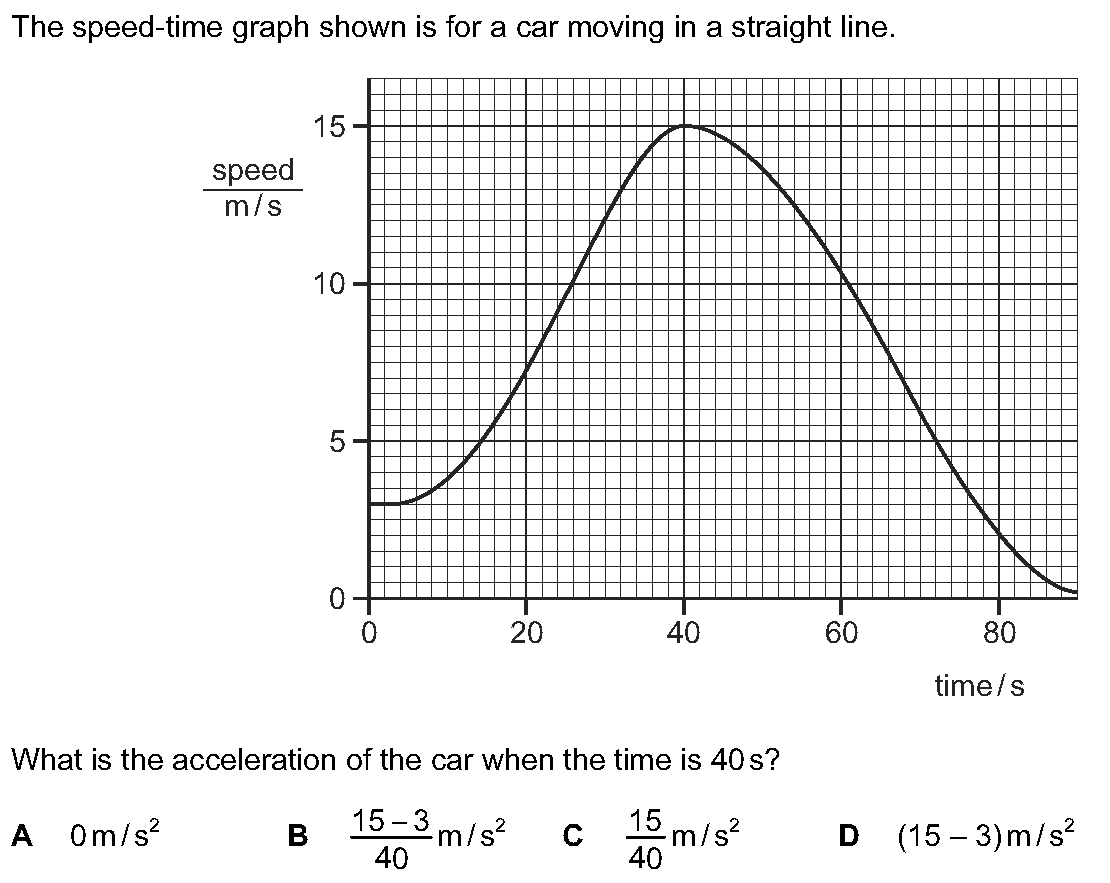 The speed-time graph shown is for a car moving in a straight line.
15
speed
m / s
10
5
0
0 20 40 60 80
time / s
What is the acceleration of the car when the time is 40 s?
A 0 m / s² B (15 – 3)/40 m / s² C 15/40 m / s² D (15 – 3) m / s²